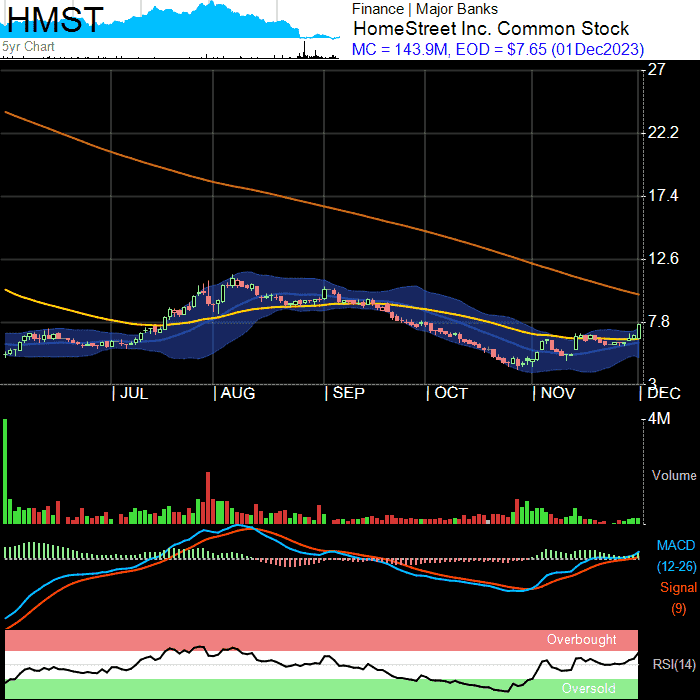 HMST
5yr Chart
Finance | Major Banks
HomeStreet Inc. Common Stock
MC = 143.9M, EOD = $7.65 (01Dec2023)
27
22.2
17.4
12.6
7.8
3
JUL AUG SEP OCT NOV DEC
4M
Volume
MACD
(12-26)
Signal
(9)
Overbought
RSI(14)
Oversold